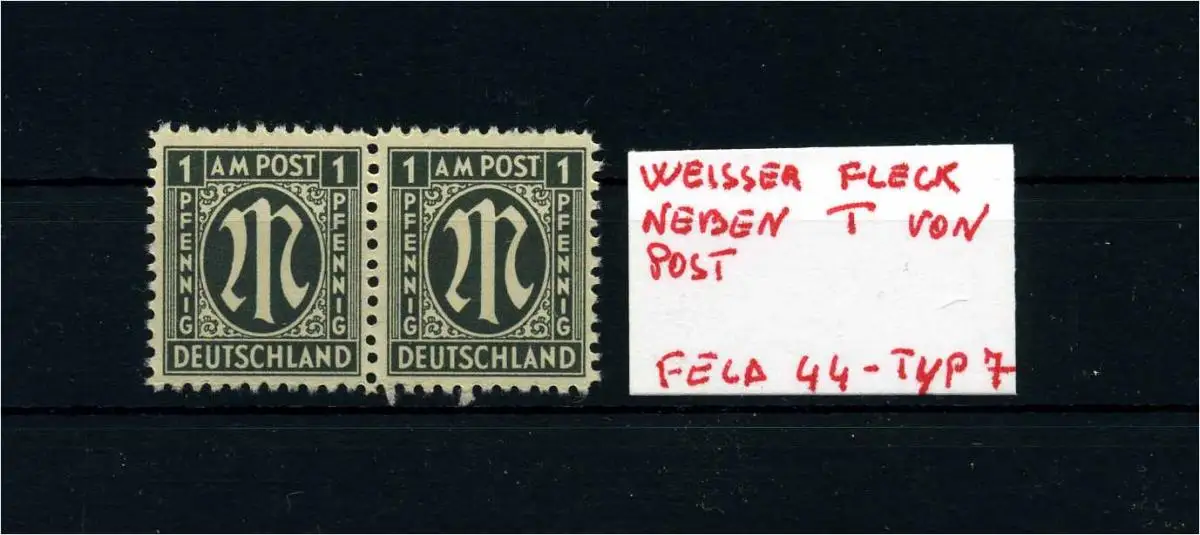 1 AM POST 1
PFENNIG
M
PFENNIG
DEUTSCHLAND
1 AM POST 1
PFENNIG
M
PFENNIG
DEUTSCHLAND
WEISSER FLECK
NEBEN T VON
POST
FELD 44 - TYP 7